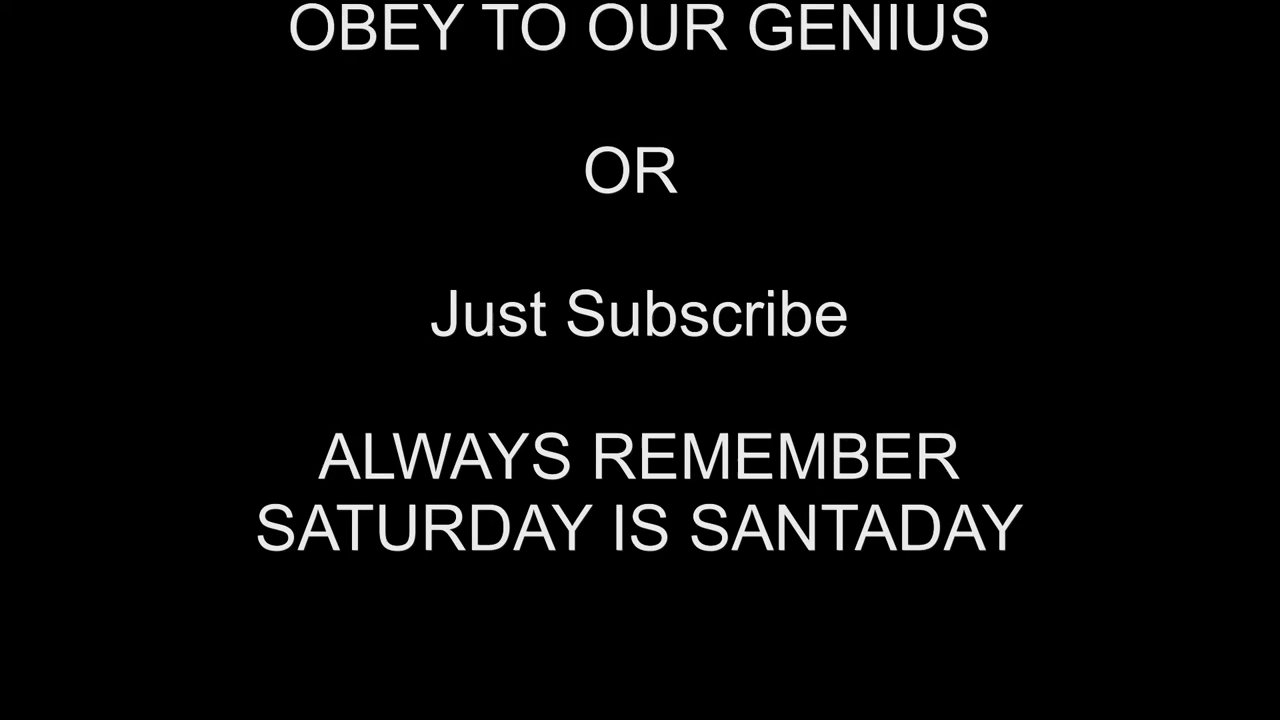 OBEY TO OUR GENIUS
OR
Just Subscribe
ALWAYS REMEMBER
SATURDAY IS SANTADAY